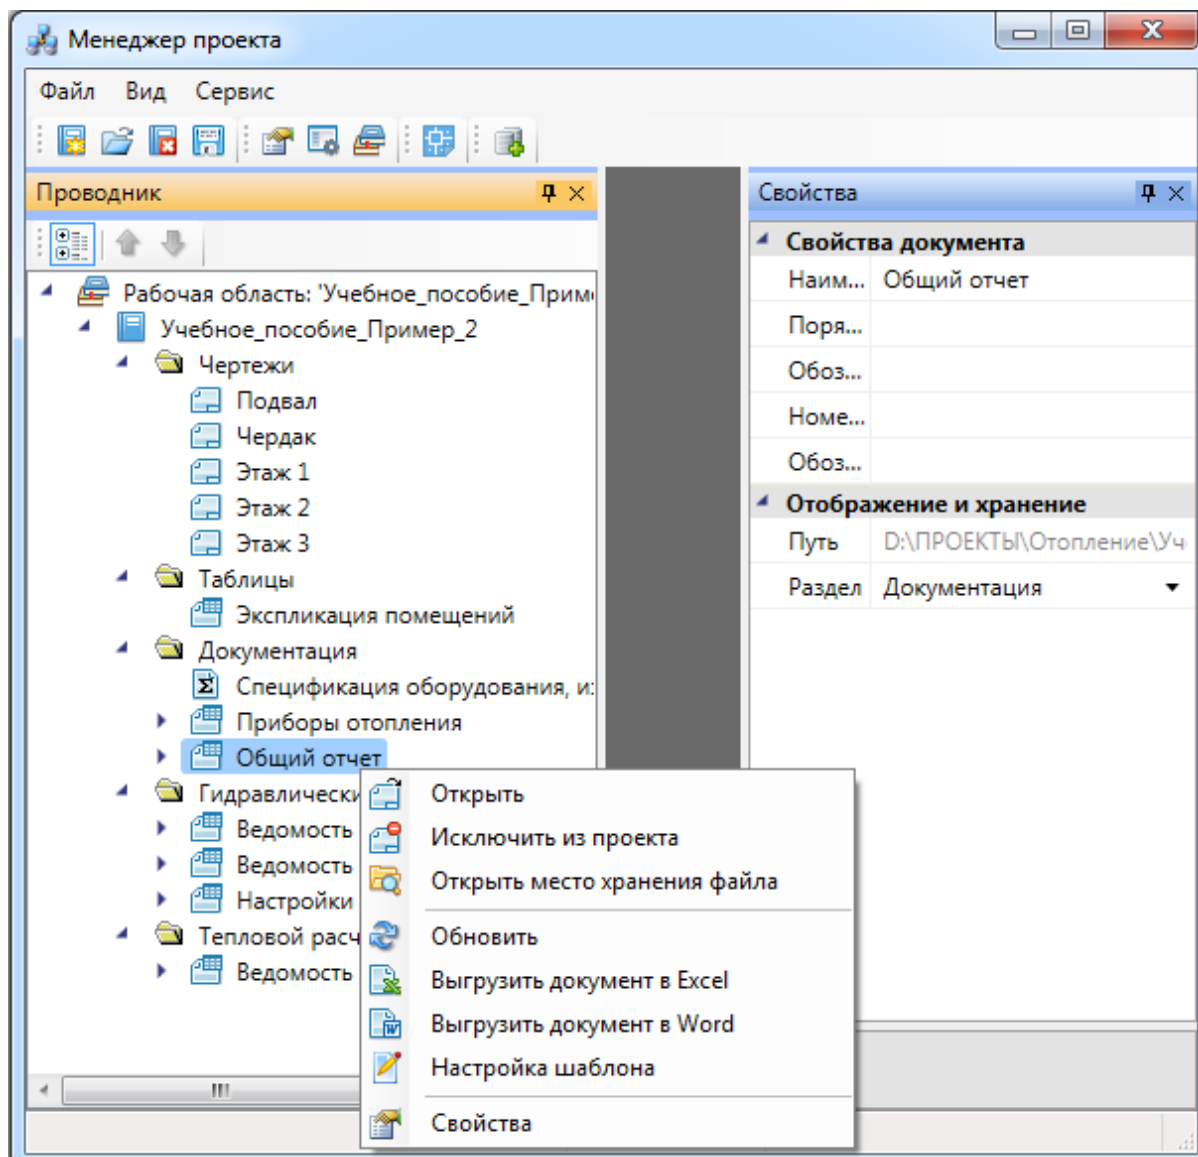 Менеджер проекта
Файл Вид Сервис
Проводник
Рабочая область: 'Учебное_пособие_Прим
Учебное_пособие_Пример_2
Чертежи
Подвал
Чердак
Этаж 1
Этаж 2
Этаж 3
Таблицы
Экспликация помещений
Документация
Спецификация оборудования, и
Приборы отопления
Общий отчет
Гидравлически
Ведомость
Ведомость
Настройки
Тепловой расч
Ведомость
Открыть
Исключить из проекта
Открыть место хранения файла
Обновить
Выгрузить документ в Excel
Выгрузить документ в Word
Настройка шаблона
Свойства
Свойства
Свойства документа
Наим... Общий отчет
Поря...
Обоз...
Номе...
Обоз...
Отображение и хранение
Путь D:\ПРОЕКТЫ\Отопление\Уч
Раздел Документация